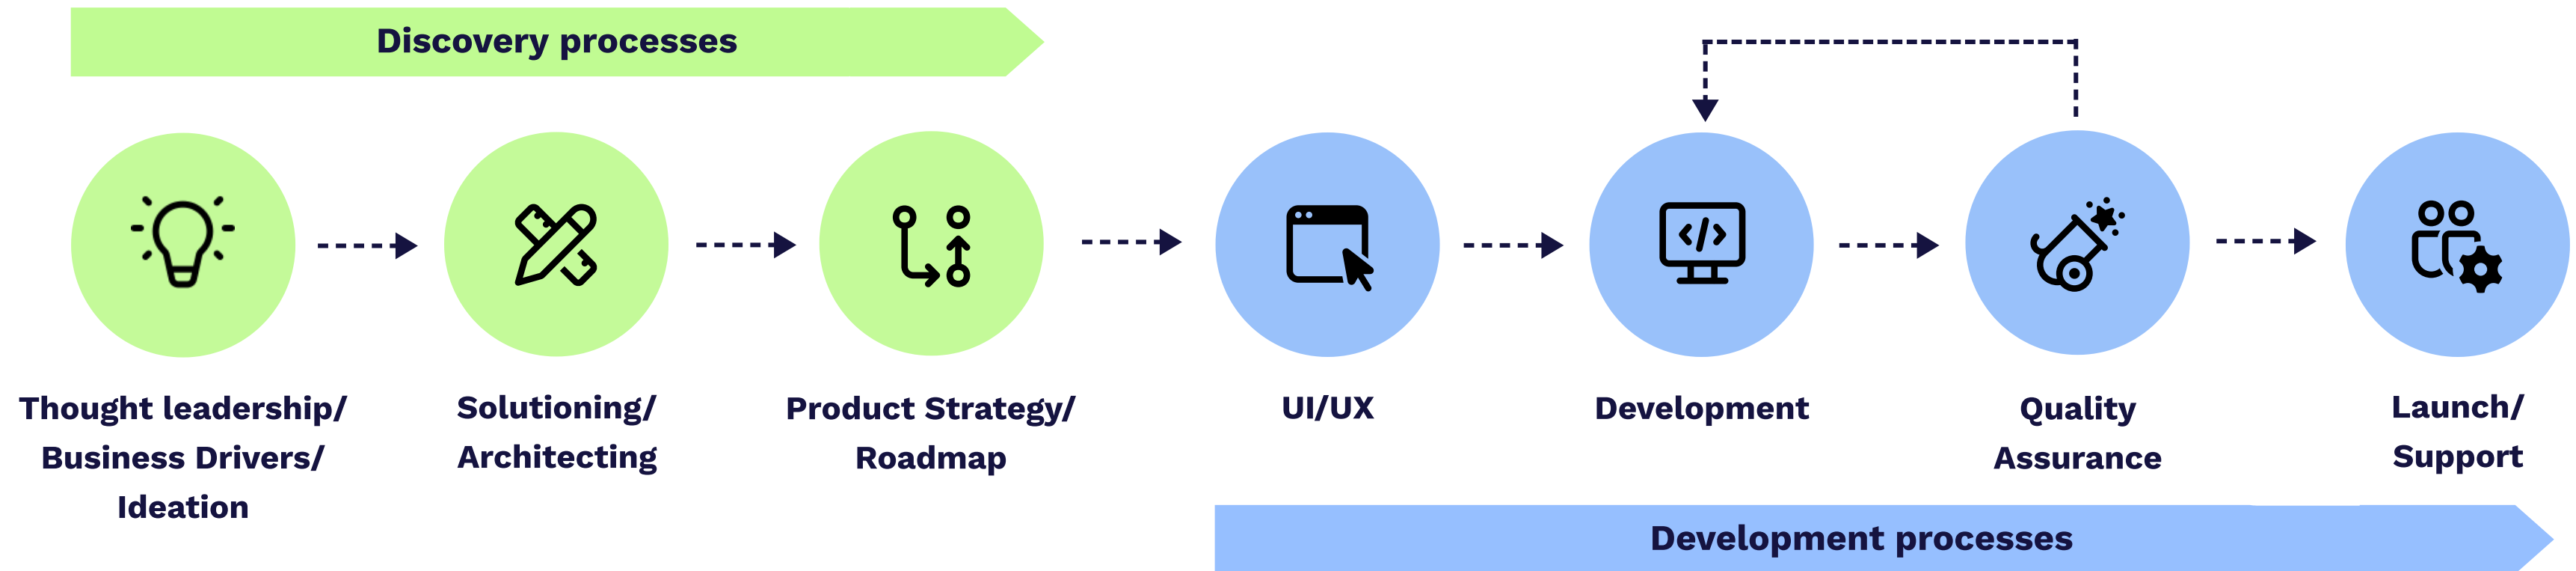 Discovery processes
Thought leadership/
Business Drivers/
Ideation
Solutioning/
Architecting
Product Strategy/
Roadmap
UI/UX
Development
Quality
Assurance
Launch/
Support
Development processes